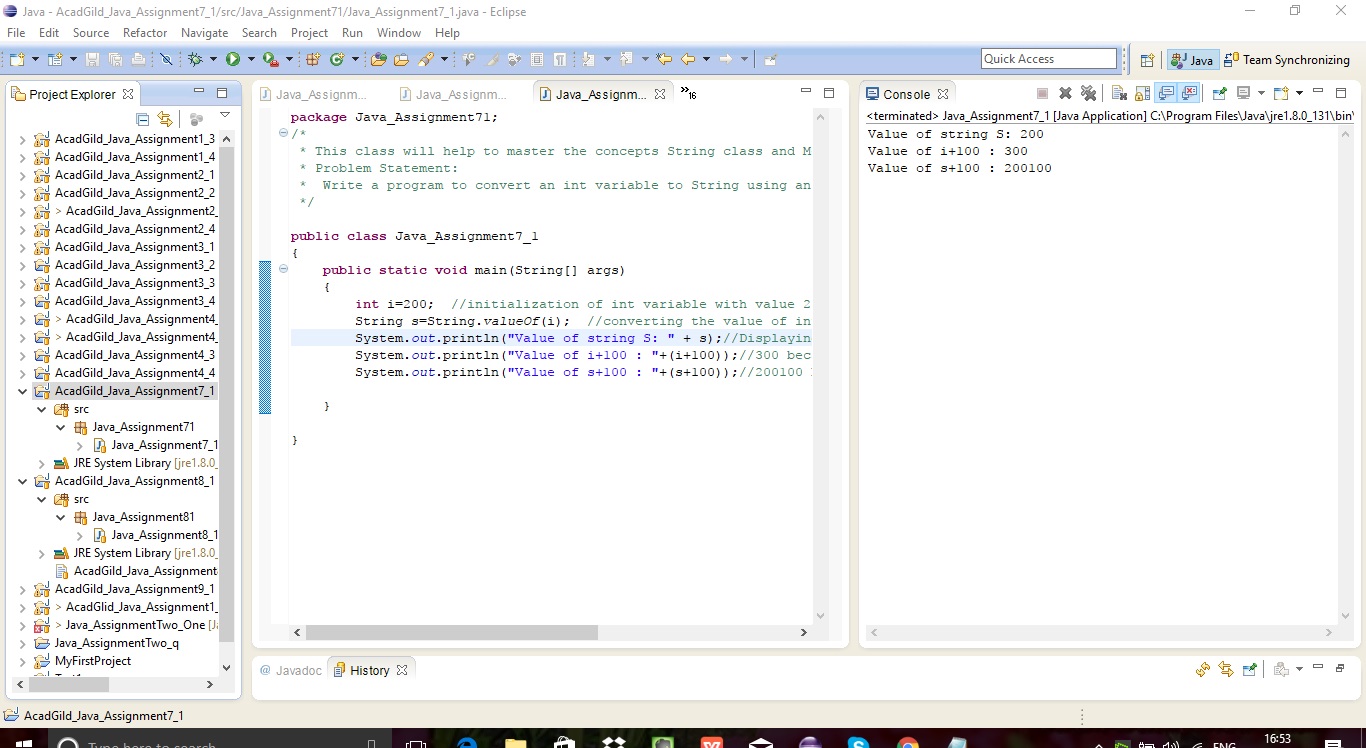 Java - AcadGild_Java_Assignment7_1/src/Java_Assignment71/Java_Assignment7_1.java - Eclipse
File Edit Source Refactor Navigate Search Project Run Window Help
Quick Access
Java
Team Synchronizing
Project Explorer
AcadGild_Java_Assignment1_3
AcadGild_Java_Assignment1_4
AcadGild_Java_Assignment2_1
AcadGild_Java_Assignment2_2
> AcadGild_Java_Assignment2_
AcadGild_Java_Assignment2_4
AcadGild_Java_Assignment3_1
AcadGild_Java_Assignment3_2
AcadGild_Java_Assignment3_3
AcadGild_Java_Assignment3_4
> AcadGild_Java_Assignment4_
> AcadGild_Java_Assignment4_
AcadGild_Java_Assignment4_3
AcadGild_Java_Assignment4_4
AcadGild_Java_Assignment7_1
src
Java_Assignment71
Java_Assignment7_1
JRE System Library [jre1.8.0_
AcadGild_Java_Assignment8_1
src
Java_Assignment81
Java_Assignment8_1
JRE System Library [jre1.8.0_
AcadGild_Java_Assignment
AcadGild_Java_Assignment9_1
> AcadGlid_Java_Assignment1_
> Java_AssignmentTwo_One [J
Java_AssignmentTwo_q
MyFirstProject
Java_Assignm...
Java_Assignm...
Java_Assignm...
»16
package Java_Assignment71;
/*
* This class will help to master the concepts String class and M
* Problem Statement:
* Write a program to convert an int variable to String using an
*/
public class Java_Assignment7_1
{
public static void main(String[] args)
{
int i=200; //initialization of int variable with value 2
String s=String.valueOf(i); //converting the value of in
System.out.println("Value of string S: " + s);//Displayin
System.out.println("Value of i+100 : "+(i+100));//300 bec
System.out.println("Value of s+100 : "+(s+100));//200100
}
}
Console
<terminated> Java_Assignment7_1 [Java Application] C:\Program Files\Java\jre1.8.0_131\bin\
Value of string S: 200
Value of i+100 : 300
Value of s+100 : 200100
@ Javadoc
History
AcadGild_Java_Assignment7_1
Type here to search
ENG
16:53